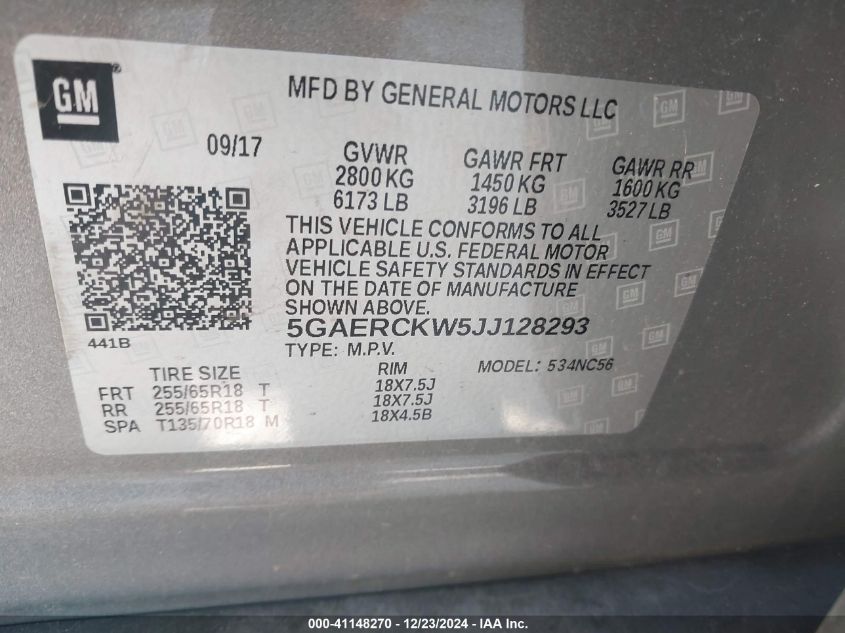 GM
MFD BY GENERAL MOTORS LLC
09/17
GVWR GAWR FRT GAWR RR
2800 KG 1450 KG 1600 KG
6173 LB 3196 LB 3527 LB
THIS VEHICLE CONFORMS TO ALL
APPLICABLE U.S. FEDERAL MOTOR
VEHICLE SAFETY STANDARDS IN EFFECT
ON THE DATE OF MANUFACTURE
SHOWN ABOVE.
5GAERCKW5JJ128293
441B
TYPE: M.P.V.
TIRE SIZE RIM MODEL: 534NC56
FRT 255/65R18 T 18X7.5J
RR 255/65R18 T 18X7.5J
SPA T135/70R18 M 18X4.5B
000-41148270 - 12/23/2024 - IAA Inc.